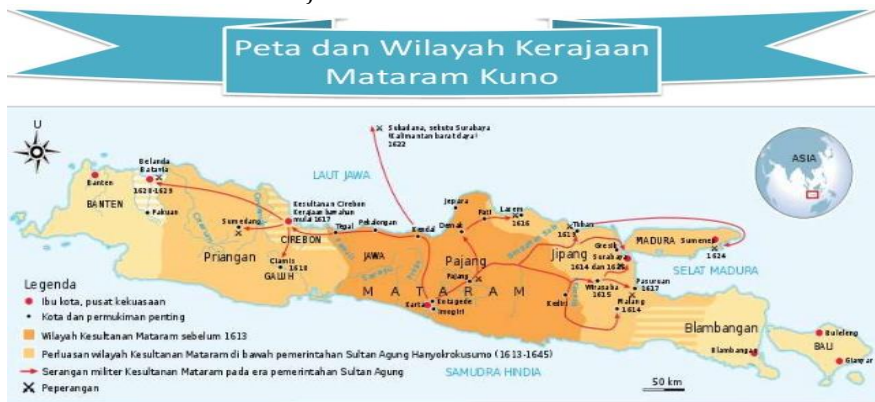 Peta dan Wilayah Kerajaan
Mataram Kuno
U
Sukadana, sekutu Surabaya
(Kalimantan barat daya)
1622
ASIA
LAUT JAWA
Belanda
Batavia
1628-1629
Banten
BANTEN
Pakuan
Kesultanan Cirebon
Kerajaan bawahan
mulai 1617
Sumedang
CIREBON
Priangan
Ciamis
1618
GALUH
Tegal
Pekalongan
Kendal
Jepara
Pati
Lasem
1616
Demak
JAWA
Pajang
Pajang
MATARAM
Karta
Kotagede
Imogiri
Bengawan Solo
Tuban
Jipang
Gresik
Surabaya
1614 dan 1625
MADURA
Sumenep
1624
SELAT MADURA
Wirasaba
1615
Pasuruan
1617
Kediri
Malang
1614
Blambangan
Blambangan
Buleleng
BALI
Gianyar
Legenda
Ibu kota, pusat kekuasaan
Kota dan permukiman penting
Wilayah Kesultanan Mataram sebelum 1613
Perluasan wilayah Kesultanan Mataram di bawah pemerintahan Sultan Agung Hanyokrokusumo (1613-1645)
Serangan militer Kesultanan Mataram pada era pemerintahan Sultan Agung
Peperangan
SAMUDRA HINDIA
50 km